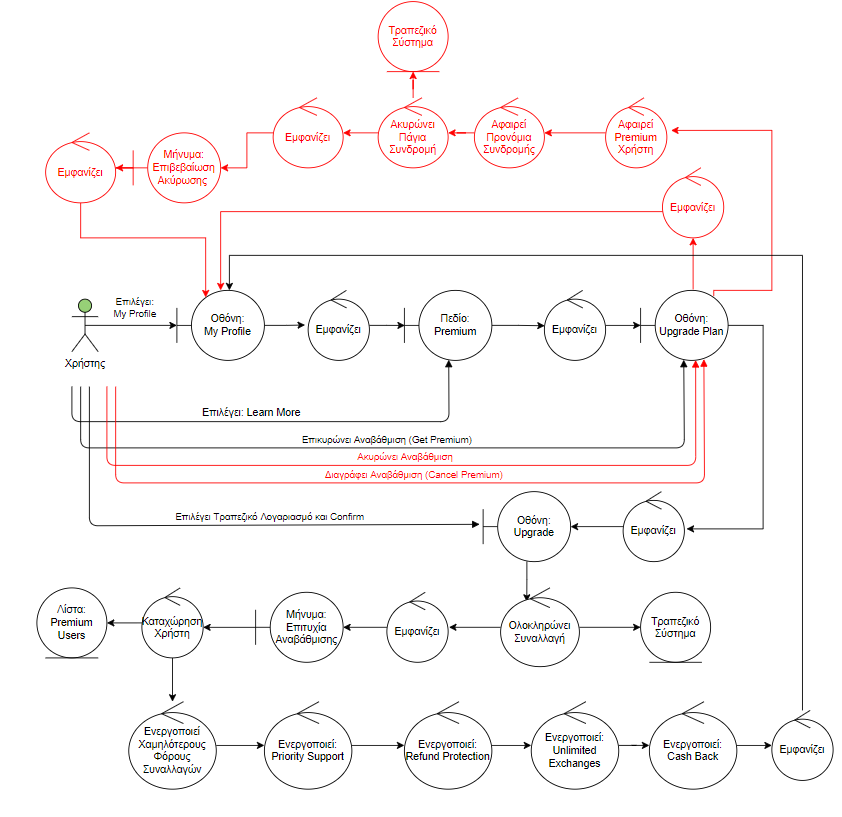 Τραπεζικό
Σύστημα
Εμφανίζει
Ακυρώνει
Πάγια
Συνδρομή
Αφαιρεί
Προνόμια
Συνδρομής
Αφαιρεί
Premium
Χρήστη
Εμφανίζει
Μήνυμα:
Επιβεβαίωση
Ακύρωσης
Εμφανίζει
Επιλέγει:
My Profile
Χρήστης
Οθόνη:
My Profile
Εμφανίζει
Πεδίο:
Premium
Εμφανίζει
Οθόνη:
Upgrade Plan
Επιλέγει: Learn More
Επικυρώνει Αναβάθμιση (Get Premium)
Ακυρώνει Αναβάθμιση
Διαγράφει Αναβάθμιση (Cancel Premium)
Επιλέγει Τραπεζικό Λογαριασμό και Confirm
Οθόνη:
Upgrade
Εμφανίζει
Λίστα:
Premium
Users
Καταχώρηση
Χρήστη
Μήνυμα:
Επιτυχία
Αναβάθμισης
Εμφανίζει
Ολοκληρώνει
Συναλλαγή
Τραπεζικό
Σύστημα
Ενεργοποιεί
Χαμηλότερους
Φόρους
Συναλλαγών
Ενεργοποιεί:
Priority Support
Ενεργοποιεί:
Refund Protection
Ενεργοποιεί:
Unlimited
Exchanges
Ενεργοποιεί:
Cash Back
Εμφανίζει